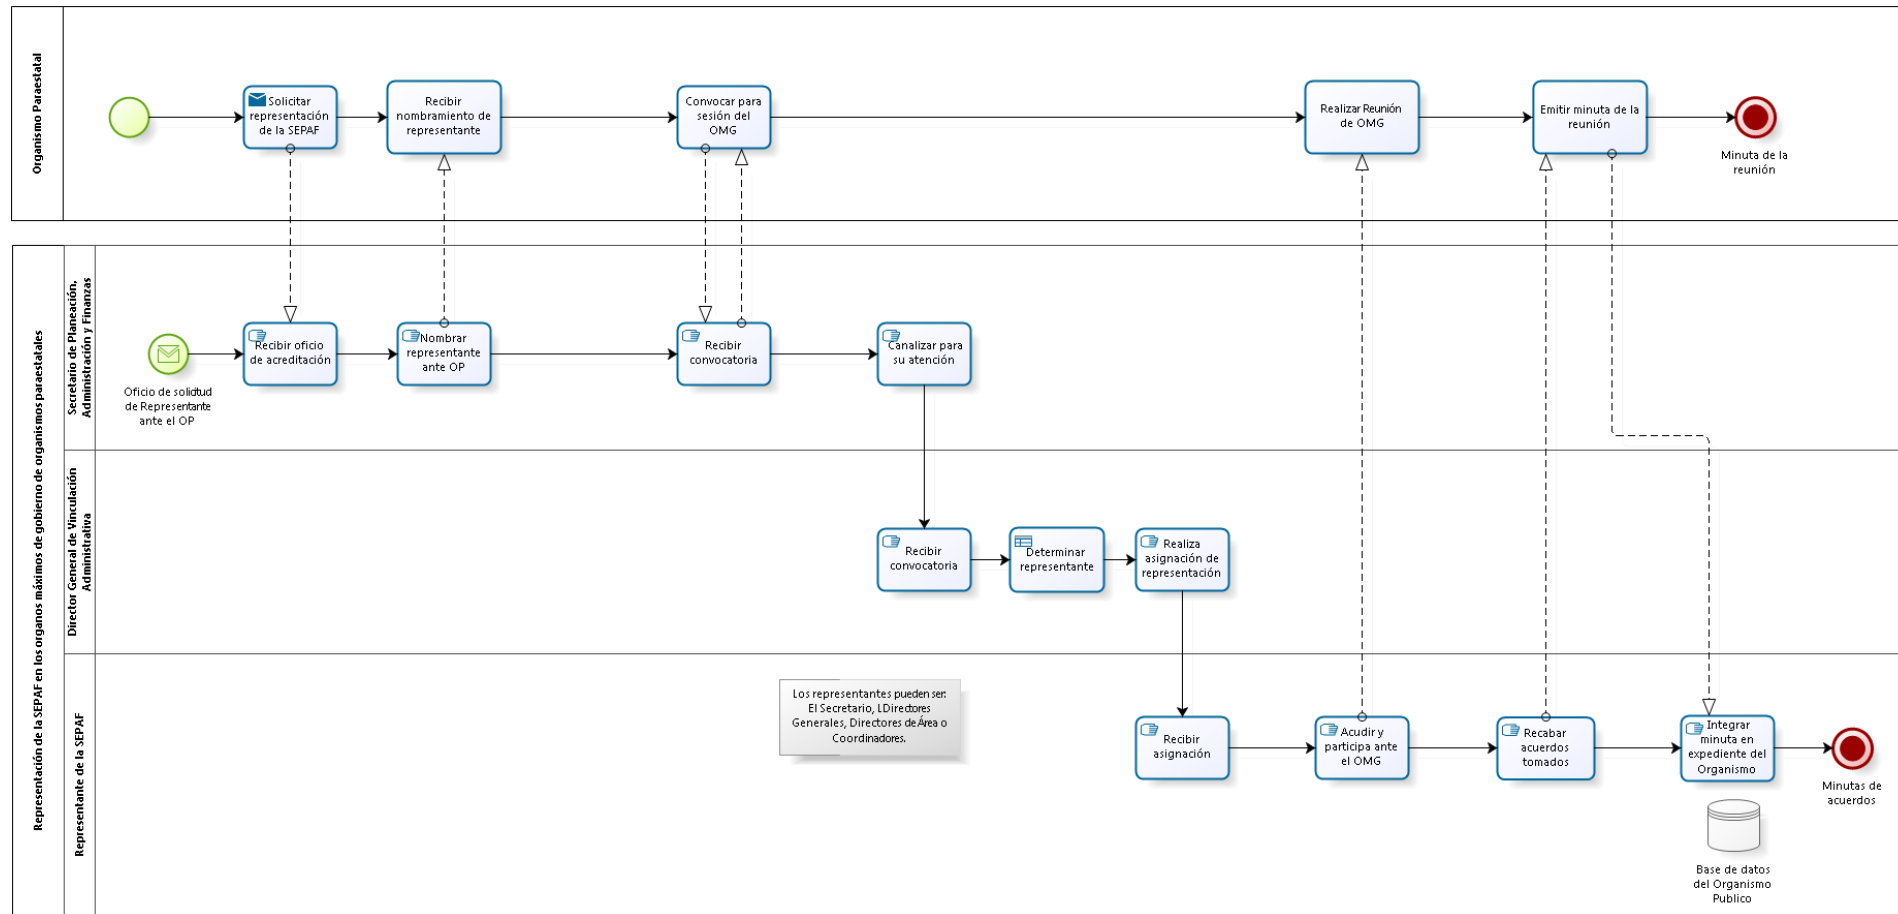 Organismo Paraestatal
Solicitar
representación
de la SEPAF
Recibir
nombramiento de
representante
Convocar para
sesión del
OMG
Realizar Reunión
de OMG
Emitir minuta de la
reunión
Minuta de la
reunión
Representación de la SEPAF en los organos máximos de gobierno de organismos paraestatales
Secretario de Planeación,
Administración y Finanzas
Oficio de solicitud
de Representante
ante el OP
Recibir oficio
de acreditación
Nombrar
representante
ante OP
Recibir
convocatoria
Canalizar para
su atención
Director General de Vinculación
Administrativa
Recibir
convocatoria
Determinar
representante
Realiza
asignación de
representación
Representante de la SEPAF
Los representantes pueden ser:
El Secretario, LDirectores
Generales, Directores de Área o
Coordinadores.
Recibir
asignación
Acudir y
participa ante
el OMG
Recabar
acuerdos
tomados
Integrar
minuta en
expediente del
Organismo
Minutas de
acuerdos
Base de datos
del Organismo
Publico